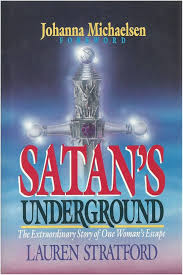 Johanna Michaelsen
FOREWORD
SATAN'S
UNDERGROUND
The Extraordinary Story of One Woman's Escape
LAUREN STRATFORD